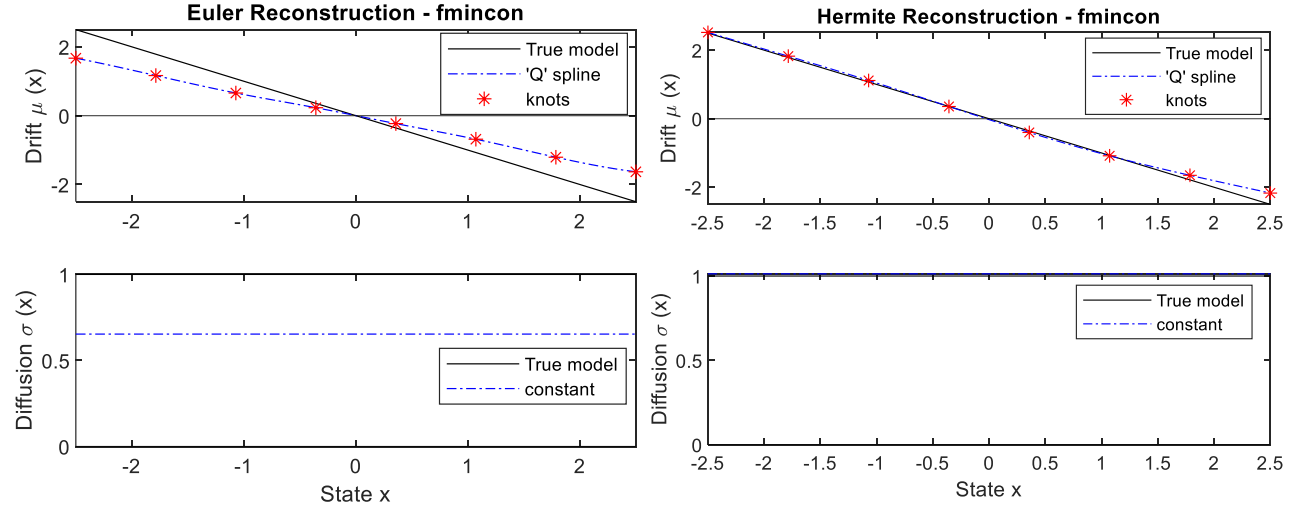 Euler Reconstruction - fmincon
Drift μ (x)
2
0
-2
True model
'Q' spline
knots
-2
-1
0
1
2
Diffusion σ (x)
1
0.5
0
True model
constant
-2
-1
0
1
2
State x
Hermite Reconstruction - fmincon
Drift μ (x)
2
0
-2
True model
'Q' spline
knots
-2.5
-2
-1.5
-1
-0.5
0
0.5
1
1.5
2
2.5
Diffusion σ (x)
1
0.5
0
True model
constant
-2.5
-2
-1.5
-1
-0.5
0
0.5
1
1.5
2
2.5
State x